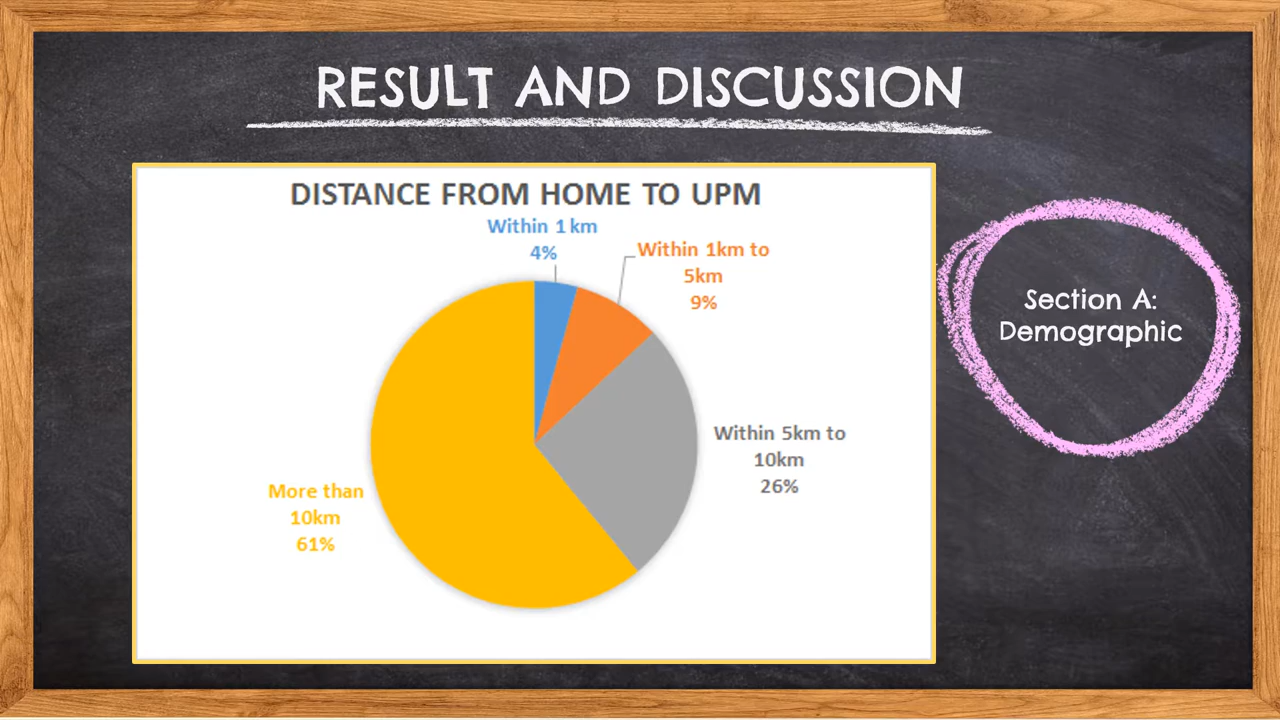 RESULT AND DISCUSSION
DISTANCE FROM HOME TO UPM
Within 1 km
4%
Within 1km to
5km
9%
Within 5km to
10km
26%
More than
10km
61%
Section A:
Demographic